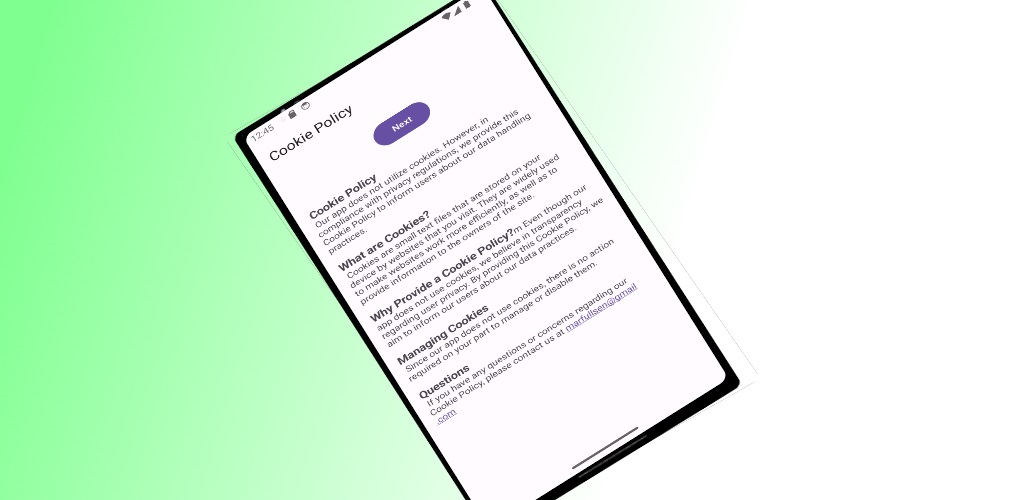 12:45
Cookie Policy
Next
Cookie Policy
Our app does not utilize cookies. However, in
compliance with privacy regulations, we provide this
Cookie Policy to inform users about our data handling
practices.
What are Cookies?
Cookies are small text files that are stored on your
device by websites that you visit. They are widely used
to make websites work more efficiently, as well as to
provide information to the owners of the site.
Why Provide a Cookie Policy?m Even though our
app does not use cookies, we believe in transparency
regarding user privacy. By providing this Cookie Policy, we
aim to inform our users about our data practices.
Managing Cookies
Since our app does not use cookies, there is no action
required on your part to manage or disable them.
Questions
If you have any questions or concerns regarding our
Cookie Policy, please contact us at marfullsen@gmail
.com